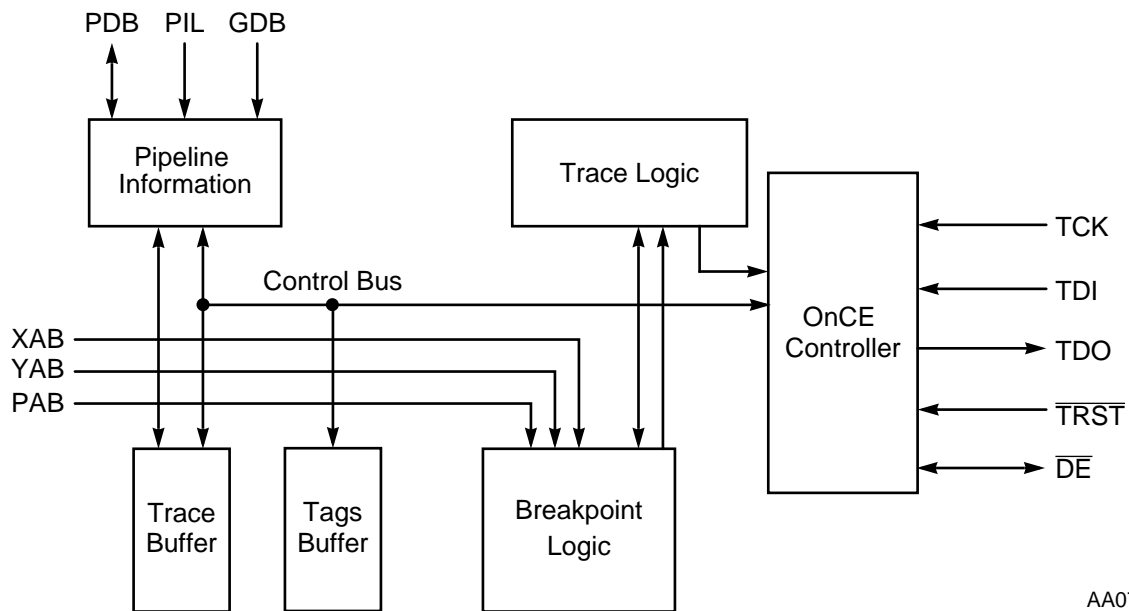 PDB PIL GDB
Pipeline
Information
Trace Logic
TCK
Control Bus
TDI
OnCE
Controller
XAB
TDO
YAB
PAB
TRST
DE
Trace
Buffer
Tags
Buffer
Breakpoint
Logic